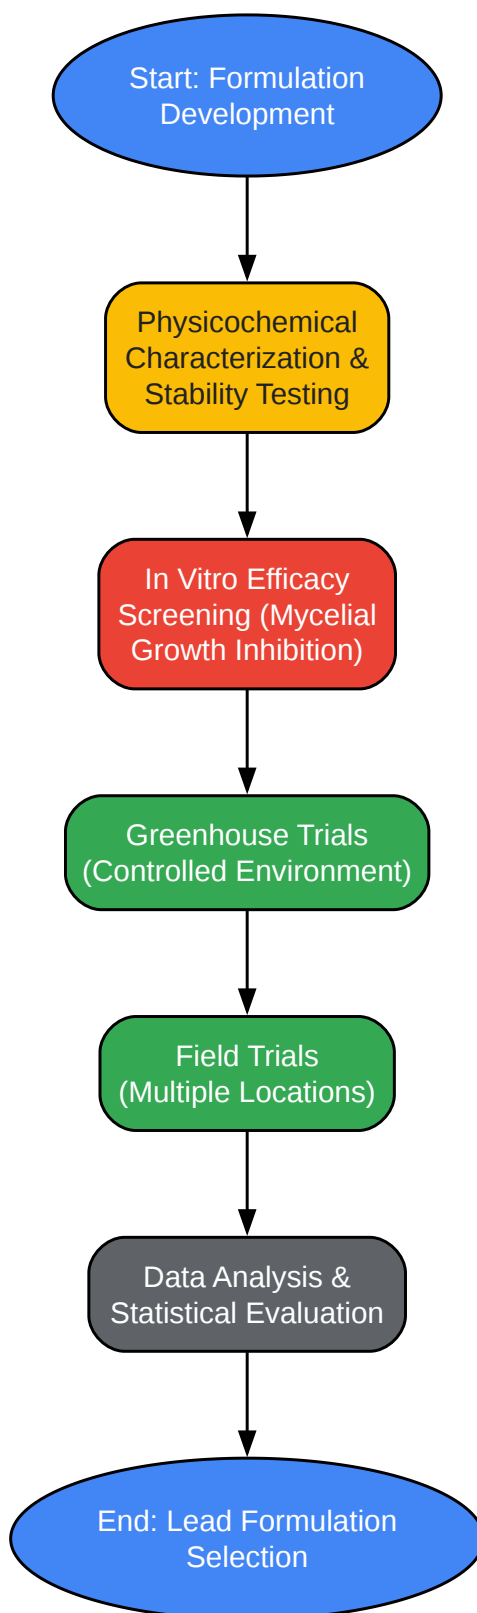 Start: Formulation
Development
Physicochemical
Characterization &
Stability Testing
In Vitro Efficacy
Screening (Mycelial
Growth Inhibition)
Greenhouse Trials
(Controlled Environment)
Field Trials
(Multiple Locations)
Data Analysis &
Statistical Evaluation
End: Lead Formulation
Selection